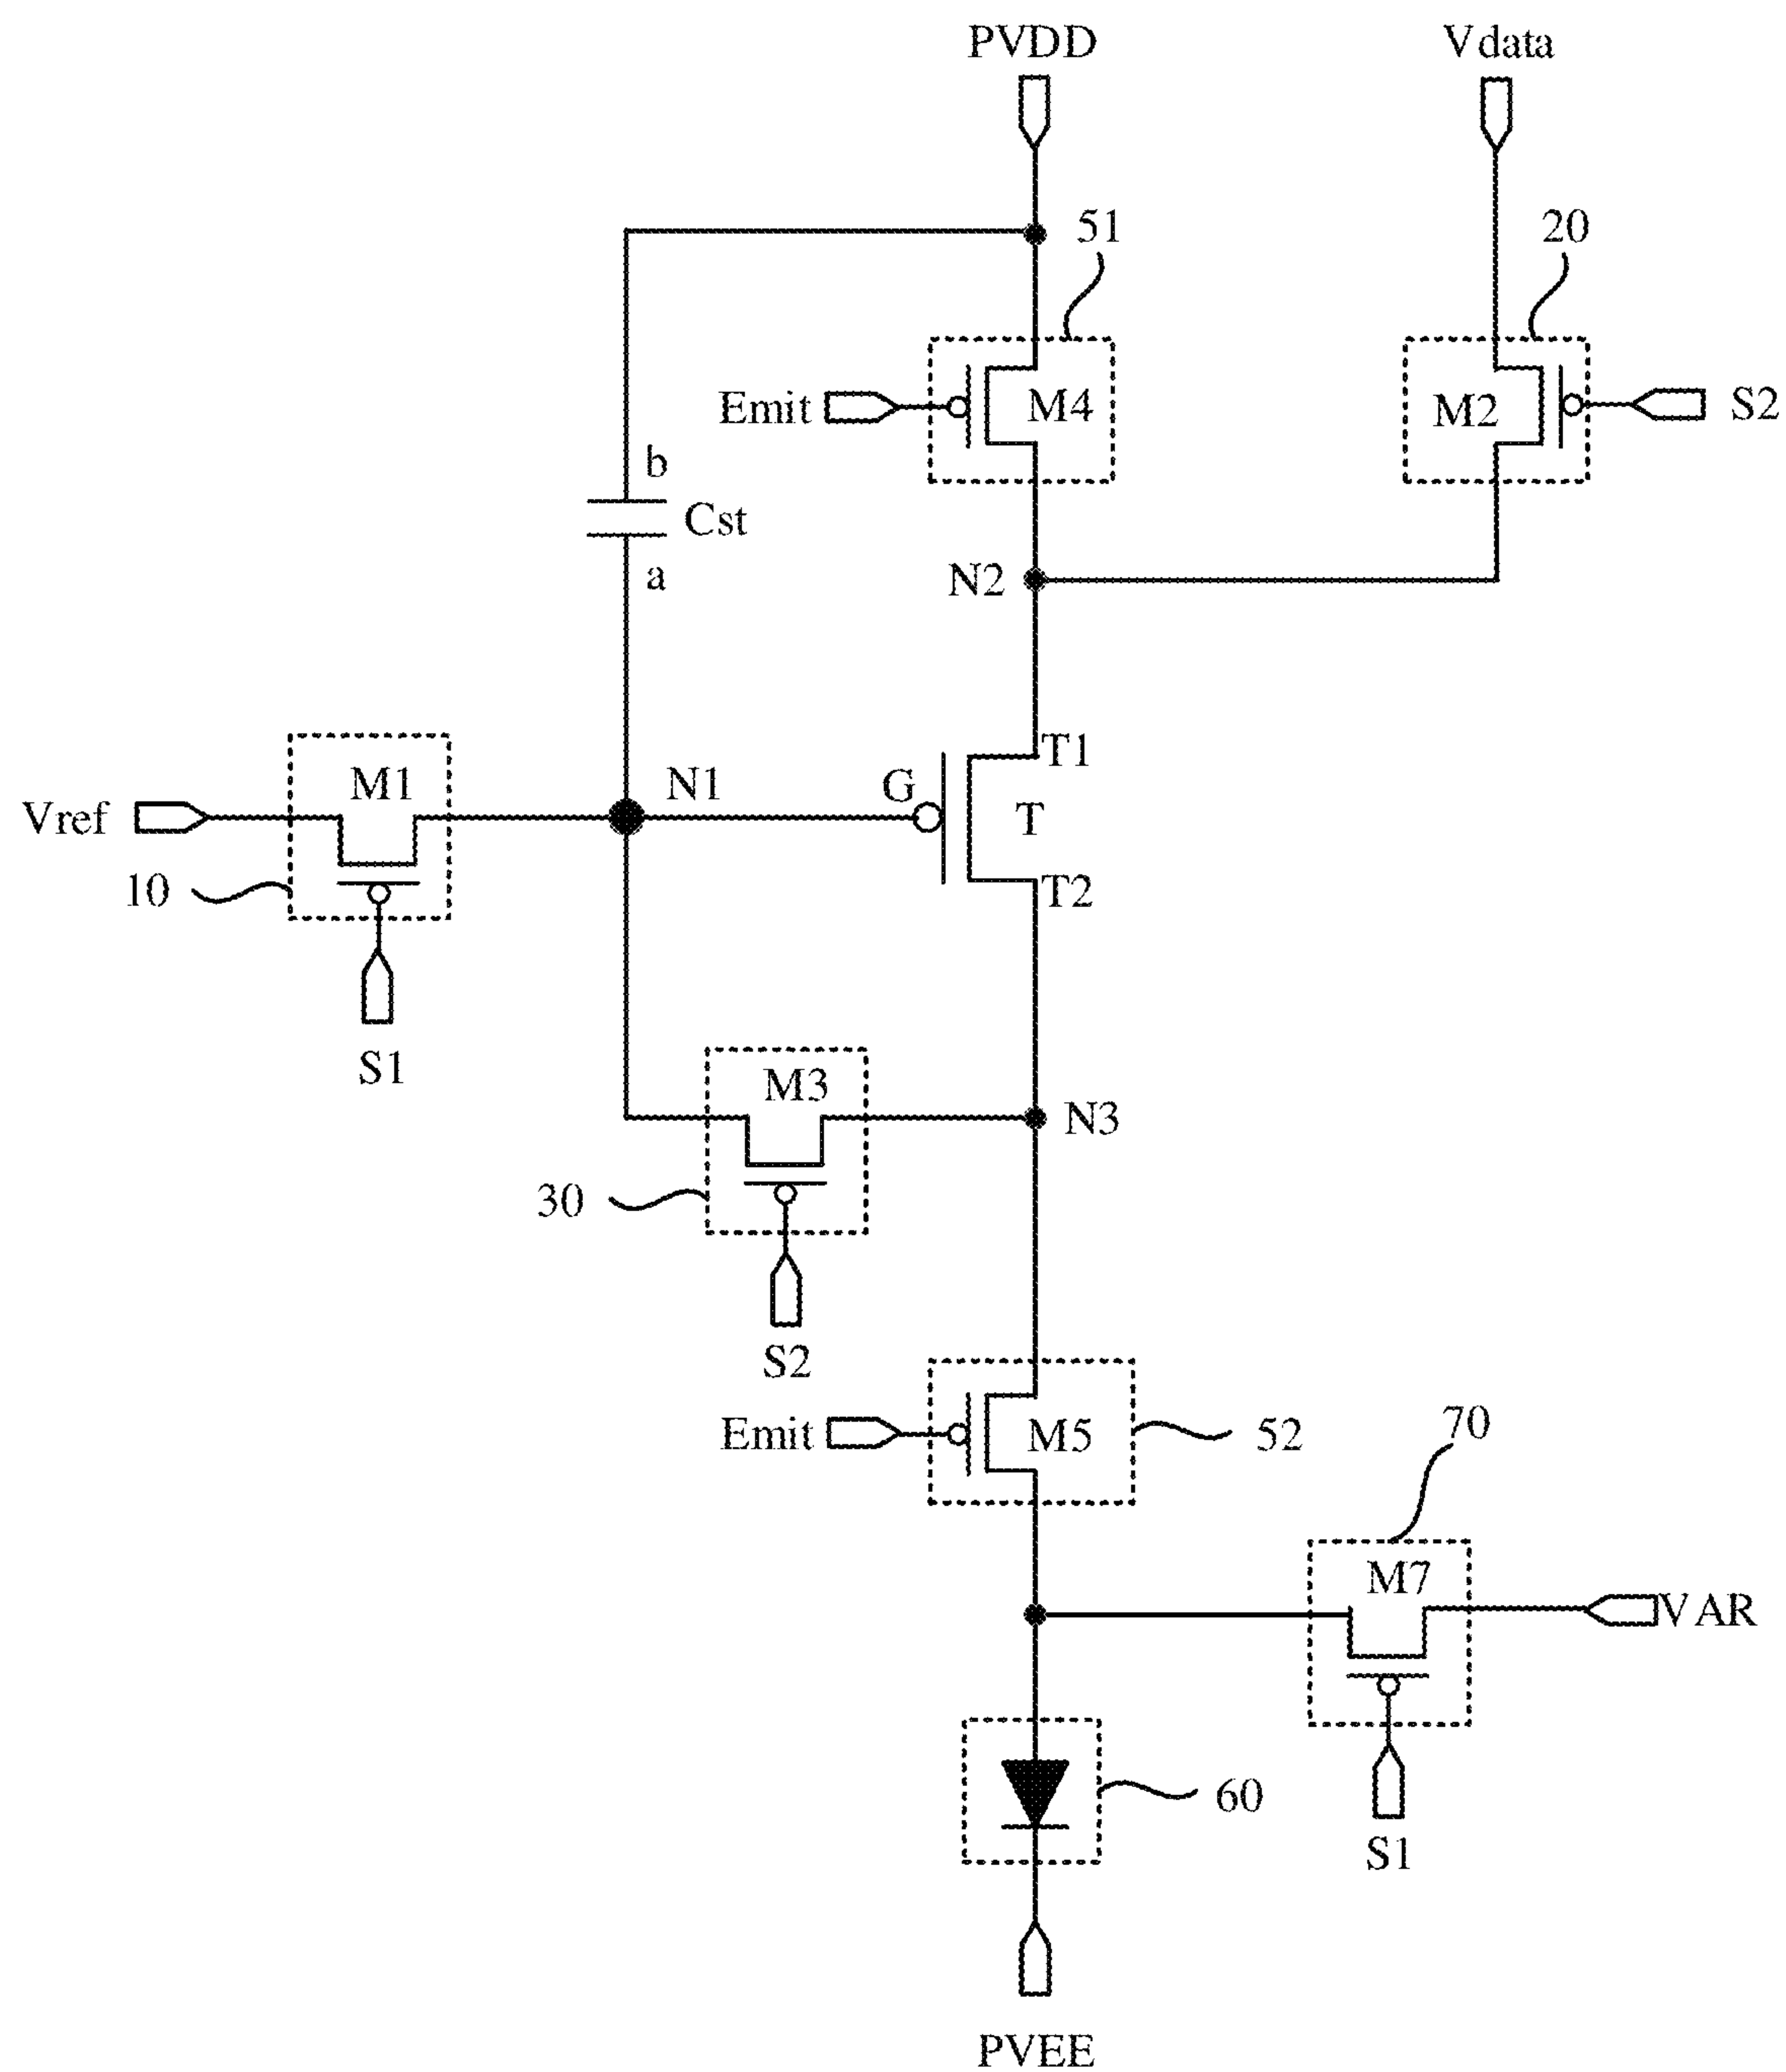 PVDD
Vdata
51
20
Emit
M4
M2
S2
b
Cst
a
N2
T1
M1
N1
G
T
Vref
10
T2
S1
M3
N3
30
S2
Emit
M5
52
70
M7
VAR
60
S1
PVEE